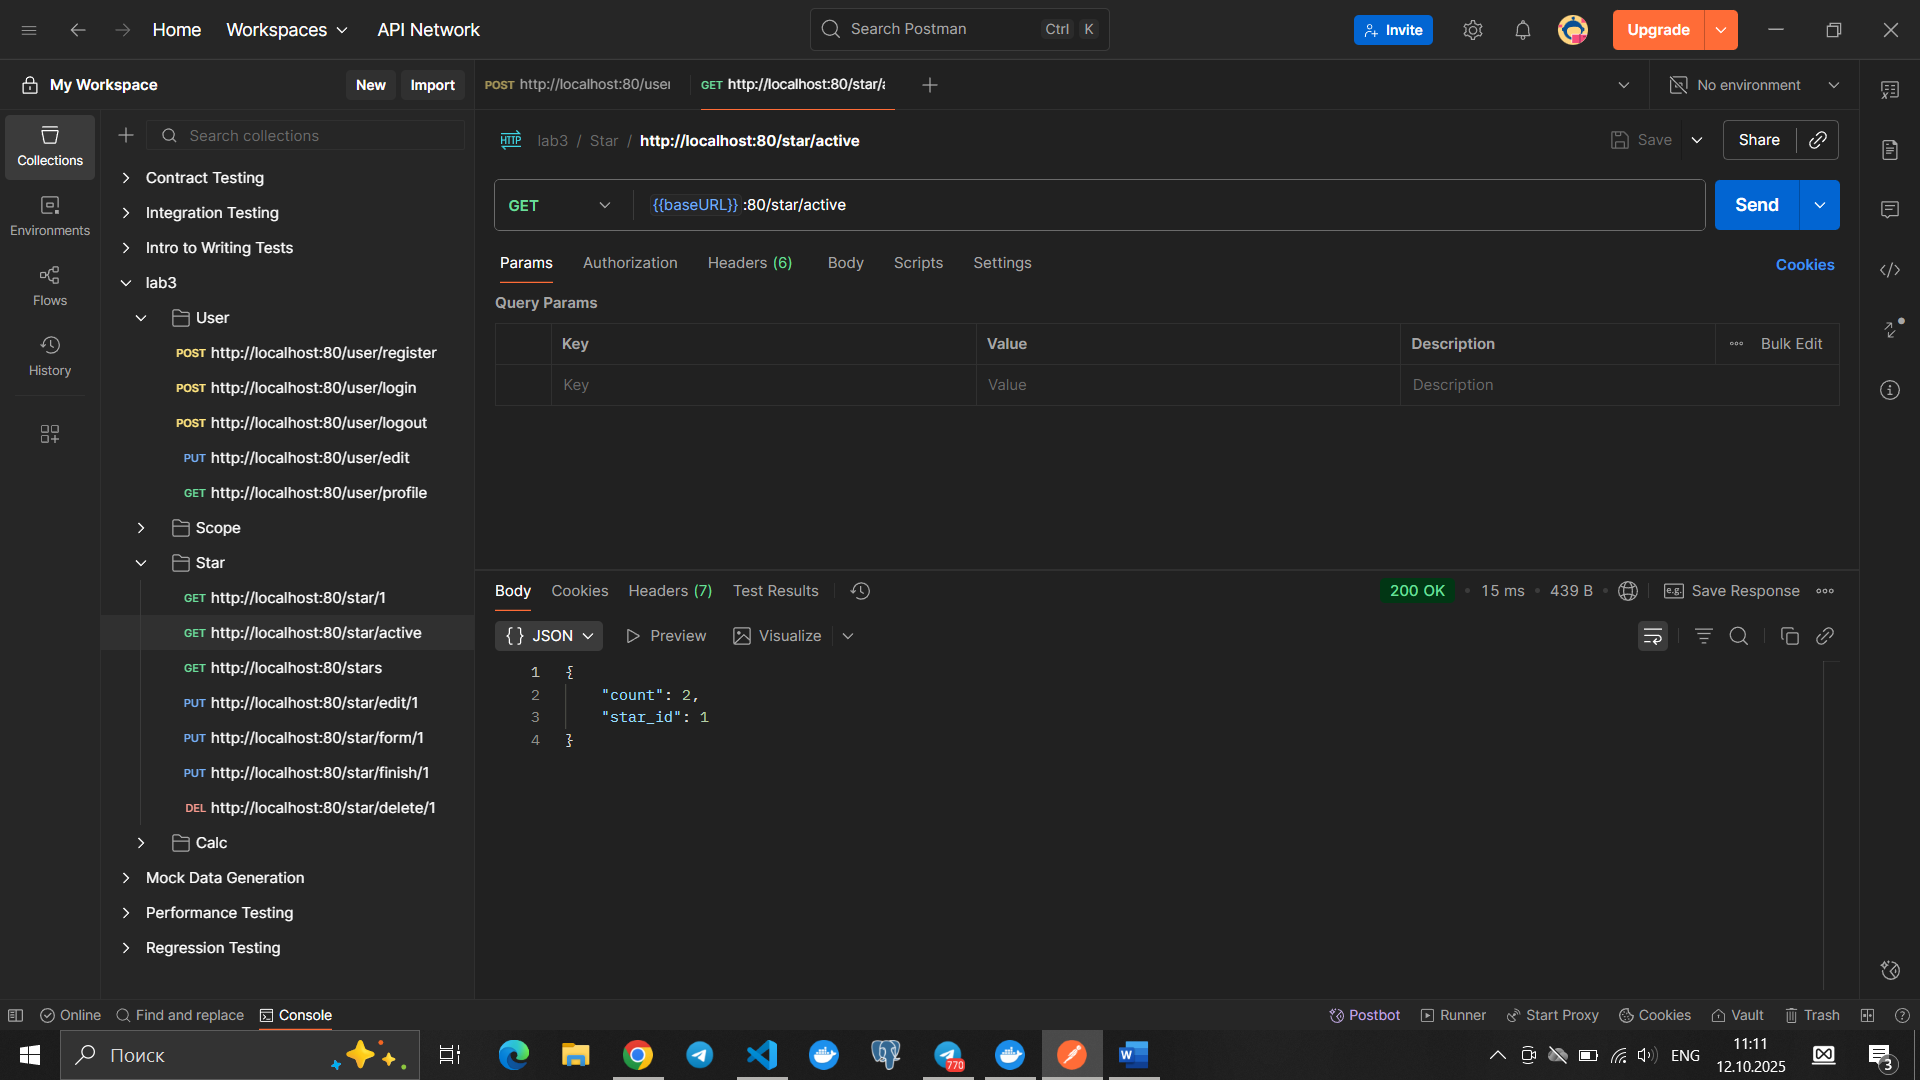 Home Workspaces API Network Search Postman Ctrl K Invite Upgrade
My Workspace New Import POST http://localhost:80/user GET http://localhost:80/star/a No environment
Collections
Environments
Flows
History
Search collections
Contract Testing
Integration Testing
Intro to Writing Tests
lab3
User
POST http://localhost:80/user/register
POST http://localhost:80/user/login
POST http://localhost:80/user/logout
PUT http://localhost:80/user/edit
GET http://localhost:80/user/profile
Scope
Star
GET http://localhost:80/star/1
GET http://localhost:80/star/active
GET http://localhost:80/stars
PUT http://localhost:80/star/edit/1
PUT http://localhost:80/star/form/1
PUT http://localhost:80/star/finish/1
DEL http://localhost:80/star/delete/1
Calc
Mock Data Generation
Performance Testing
Regression Testing
HTTP lab3 / Star / http://localhost:80/star/active Save Share
GET {{baseURL}} :80/star/active Send
Params Authorization Headers (6) Body Scripts Settings Cookies
Query Params
Key Value Description Bulk Edit
Key Value Description
Body Cookies Headers (7) Test Results 200 OK • 15 ms • 439 B • e.g. Save Response
{} JSON Preview Visualize
1 {
2 "count": 2,
3 "star_id": 1
4 }
Online Find and replace Console Postbot Runner Start Proxy Cookies Vault Trash
Поиск 770 W ENG 11:11
12.10.2025 3